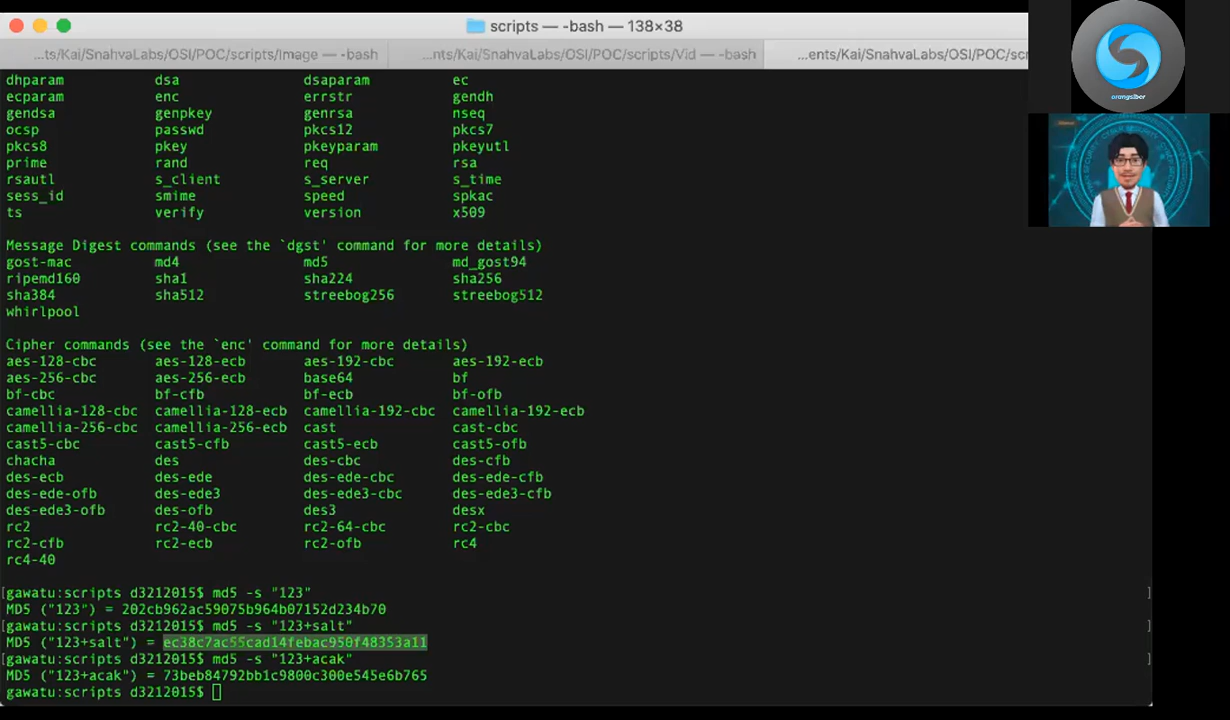 scripts — -bash — 138×38
...ts/Kai/SnahvaLabs/OSI/POC/scripts/Image — -bash ...nts/Kai/SnahvaLabs/OSI/POC/scripts/Vid — -bash ...ents/Kai/SnahvaLabs/OSI/POC/scr
orangsiber
dhparam dsa dsaparam ec
ecparam enc errstr gendh
gendsa genpkey genrsa nseq
ocsp passwd pkcs12 pkcs7
pkcs8 pkey pkeyparam pkeyutl
prime rand req rsa
rsautl s_client s_server s_time
sess_id smime speed spkac
ts verify version x509
Message Digest commands (see the `dgst' command for more details)
gost-mac md4 md5 md_gost94
ripemd160 sha1 sha224 sha256
sha384 sha512 streebog256 streebog512
whirlpool
Cipher commands (see the `enc' command for more details)
aes-128-cbc aes-128-ecb aes-192-cbc aes-192-ecb
aes-256-cbc aes-256-ecb base64 bf
bf-cbc bf-cfb bf-ecb bf-ofb
camellia-128-cbc camellia-128-ecb camellia-192-cbc camellia-192-ecb
camellia-256-cbc camellia-256-ecb cast cast-cbc
cast5-cbc cast5-cfb cast5-ecb cast5-ofb
chacha des des-cbc des-cfb
des-ecb des-ede des-ede-cbc des-ede-cfb
des-ede-ofb des-ede3 des-ede3-cbc des-ede3-cfb
des-ede3-ofb des-ofb des3 desx
rc2 rc2-40-cbc rc2-64-cbc rc2-cbc
rc2-cfb rc2-ecb rc2-ofb rc4
rc4-40
[gawatu:scripts d3212015$ md5 -s "123" ]
MD5 ("123") = 202cb962ac59075b964b07152d234b70
[gawatu:scripts d3212015$ md5 -s "123+salt" ]
MD5 ("123+salt") = ec38c7ac55cad14febac950f48353a11
[gawatu:scripts d3212015$ md5 -s "123+acak" ]
MD5 ("123+acak") = 73beb84792bb1c9800c300e545e6b765
gawatu:scripts d3212015$